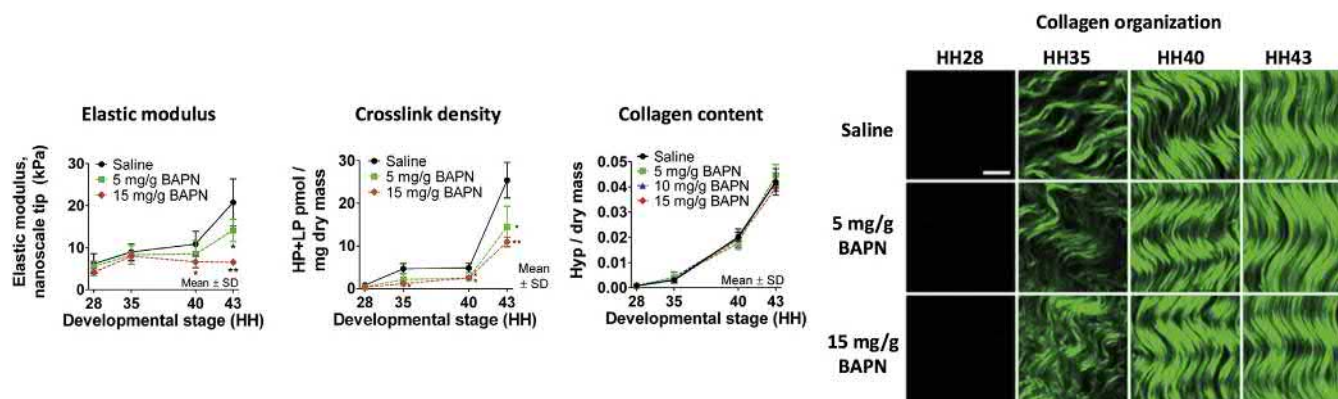 Elastic modulus
Elastic modulus,
nanoscale tip (kPa)
30
20
10
0
Saline
5 mg/g BAPN
15 mg/g BAPN
*
*
**
Mean ± SD
28 35 40 43
Developmental stage (HH)
Crosslink density
HP+LP pmol /
mg dry mass
30
20
10
0
Saline
5 mg/g BAPN
15 mg/g BAPN
*
**
*
*
Mean
± SD
28 35 40 43
Developmental stage (HH)
Collagen content
Hyp / dry mass
0.05
0.04
0.03
0.02
0.01
0.00
Saline
5 mg/g BAPN
10 mg/g BAPN
15 mg/g BAPN
Mean ± SD
28 35 40 43
Developmental stage (HH)
Collagen organization
HH28 HH35 HH40 HH43
Saline
5 mg/g
BAPN
15 mg/g
BAPN